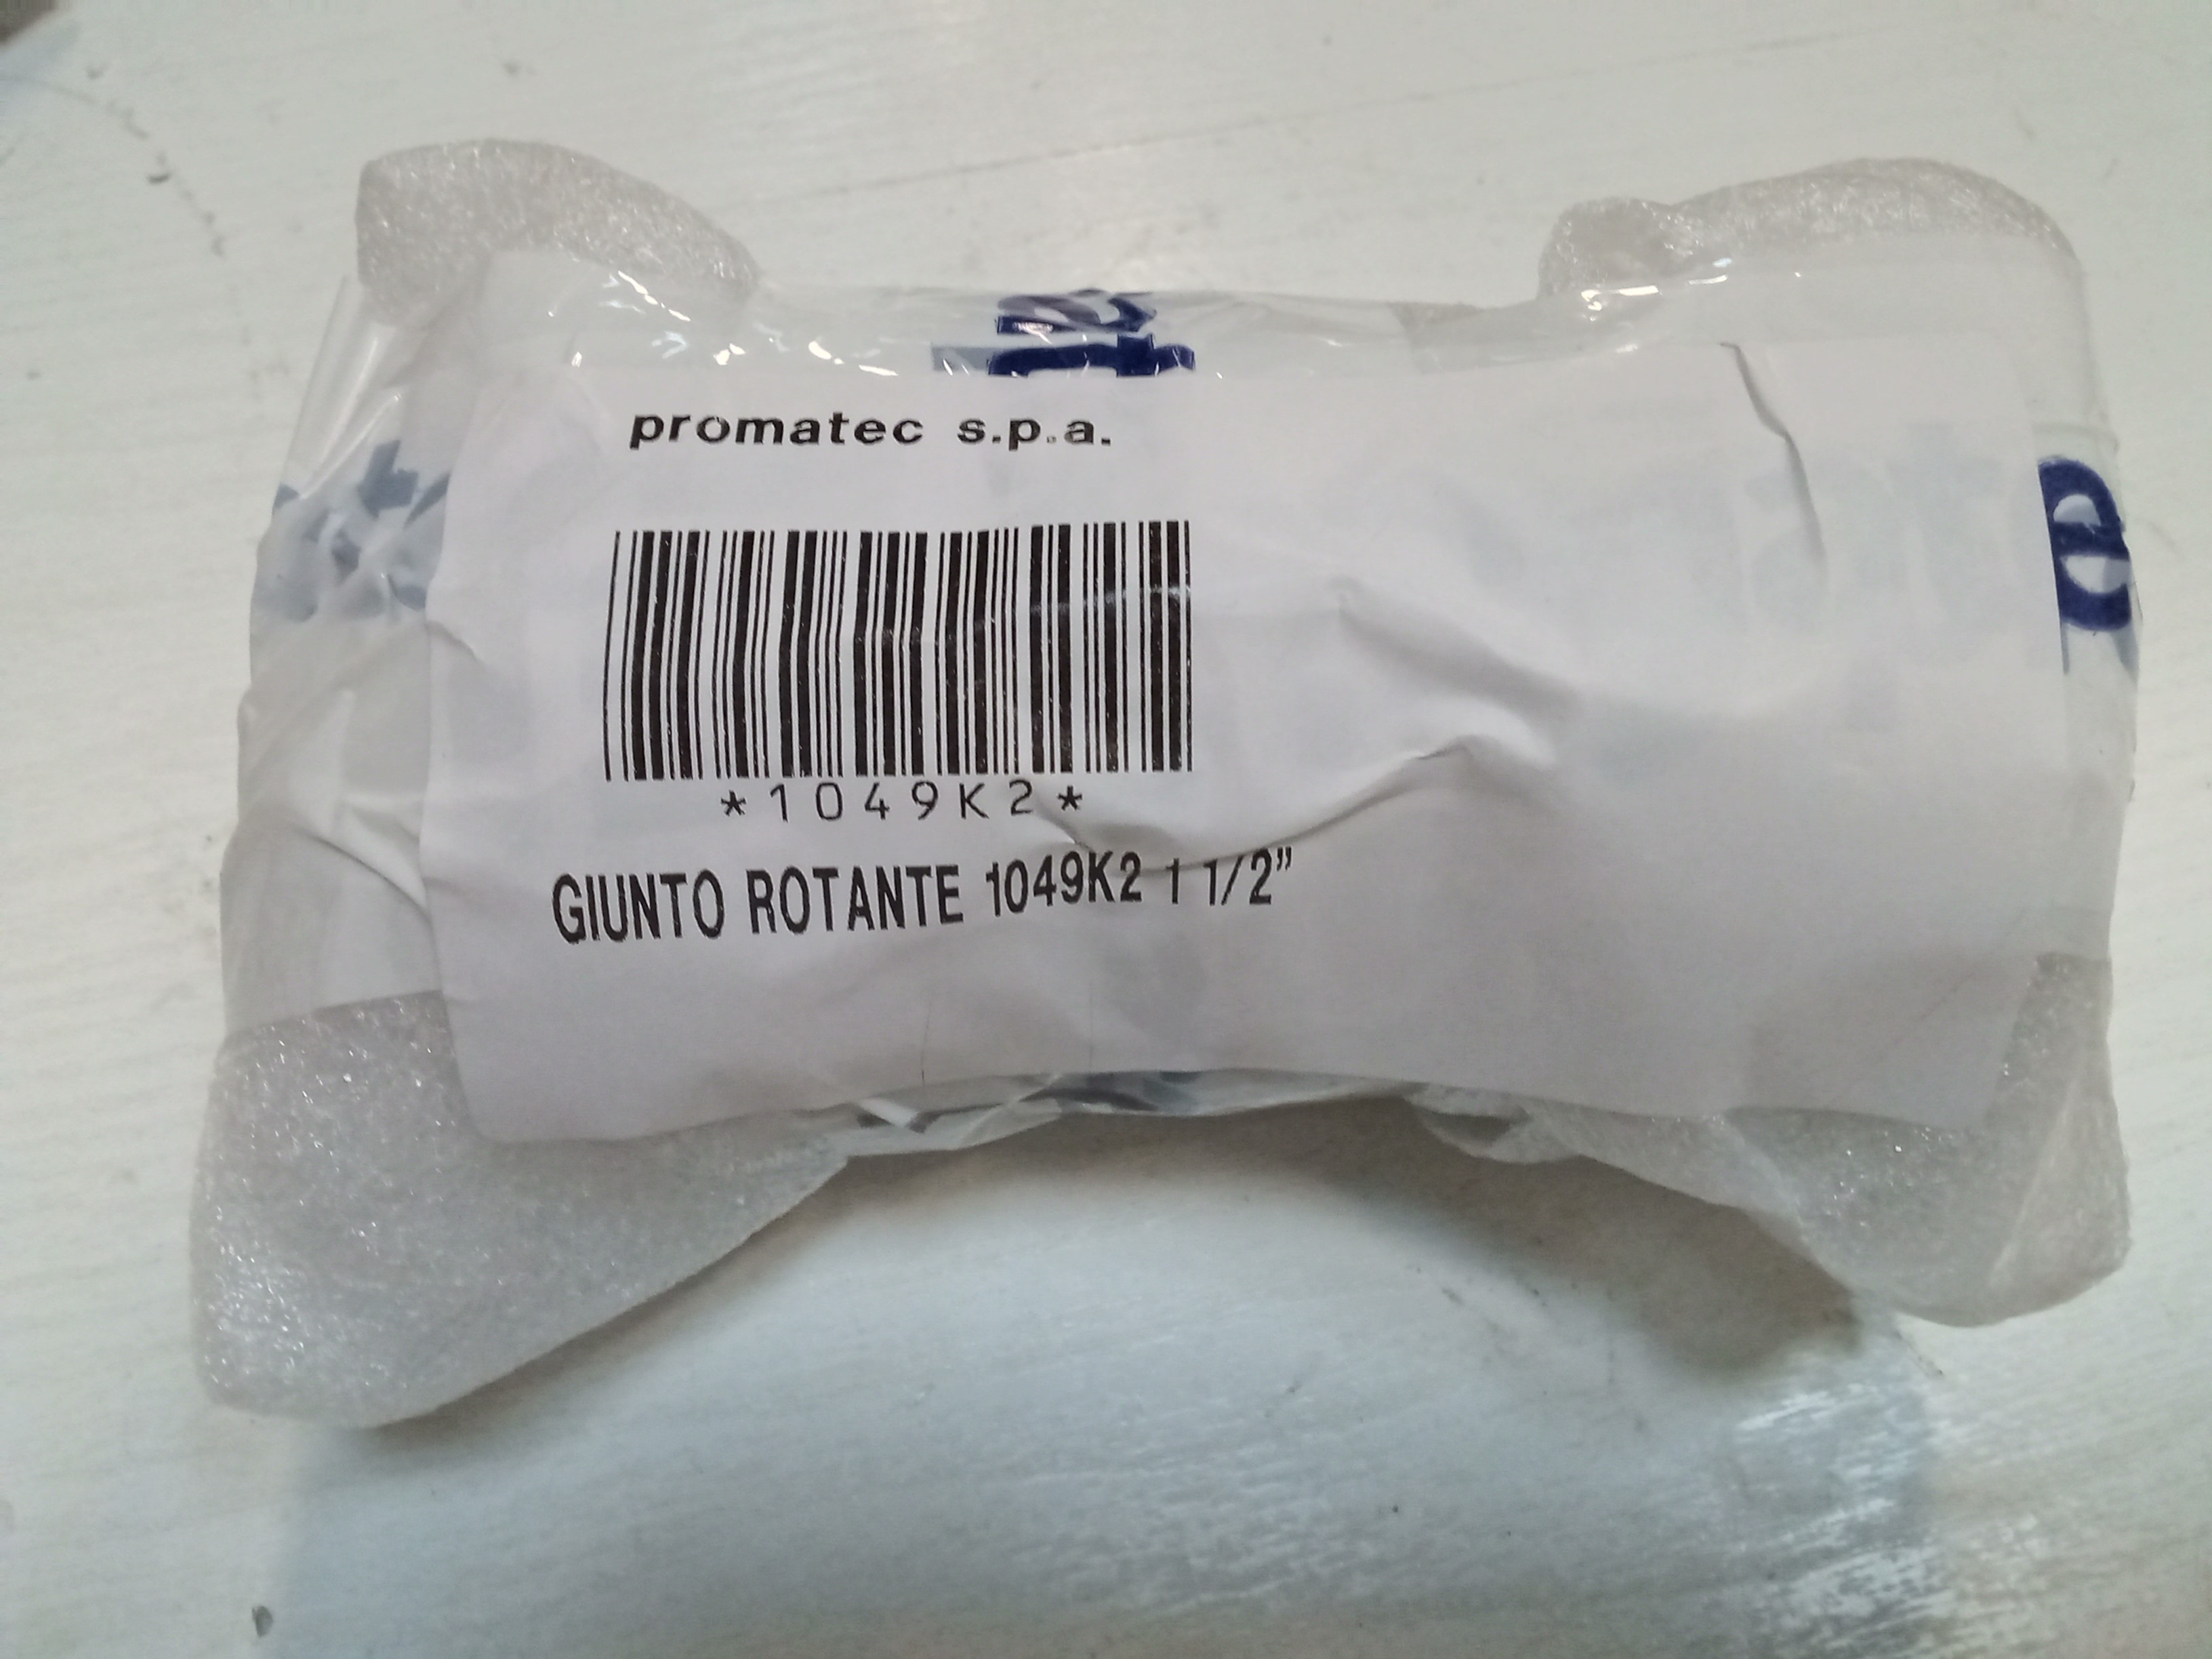 promatec s.p.a.
*1049K2*
GIUNTO ROTANTE 1049K2 1 1/2”
e